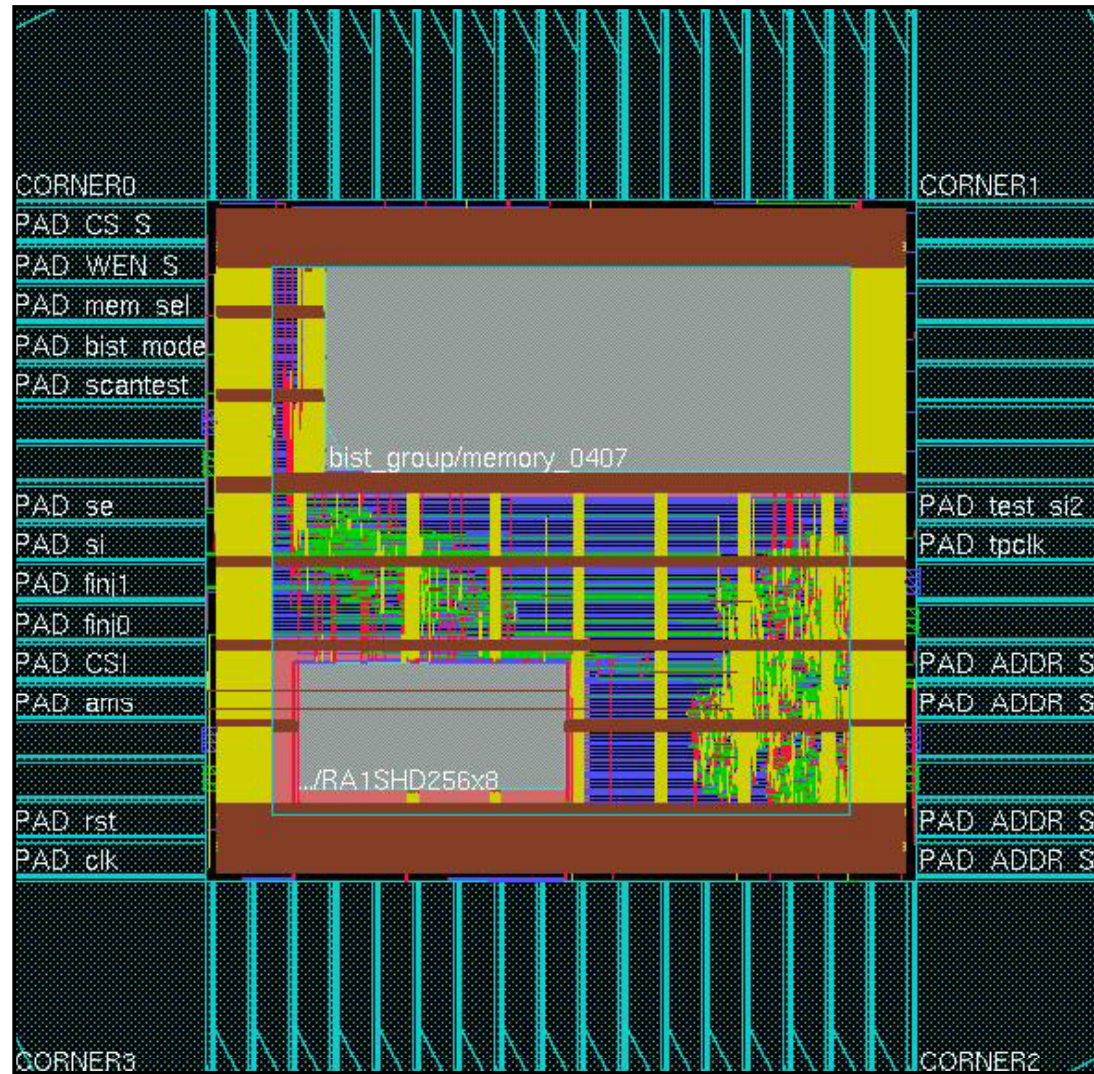 CORNER0
CORNER1
PAD CS S
PAD WEN S
PAD mem sel
PAD bist mode
PAD scantest
bist_group/memory_0407
PAD se
PAD test si2
PAD si
PAD tpclk
PAD finj1
PAD finj0
PAD CSI
PAD ADDR S
PAD ams
PAD ADDR S
.../RA1SHD256x8
PAD rst
PAD ADDR S
PAD clk
PAD ADDR S
CORNER3
CORNER2